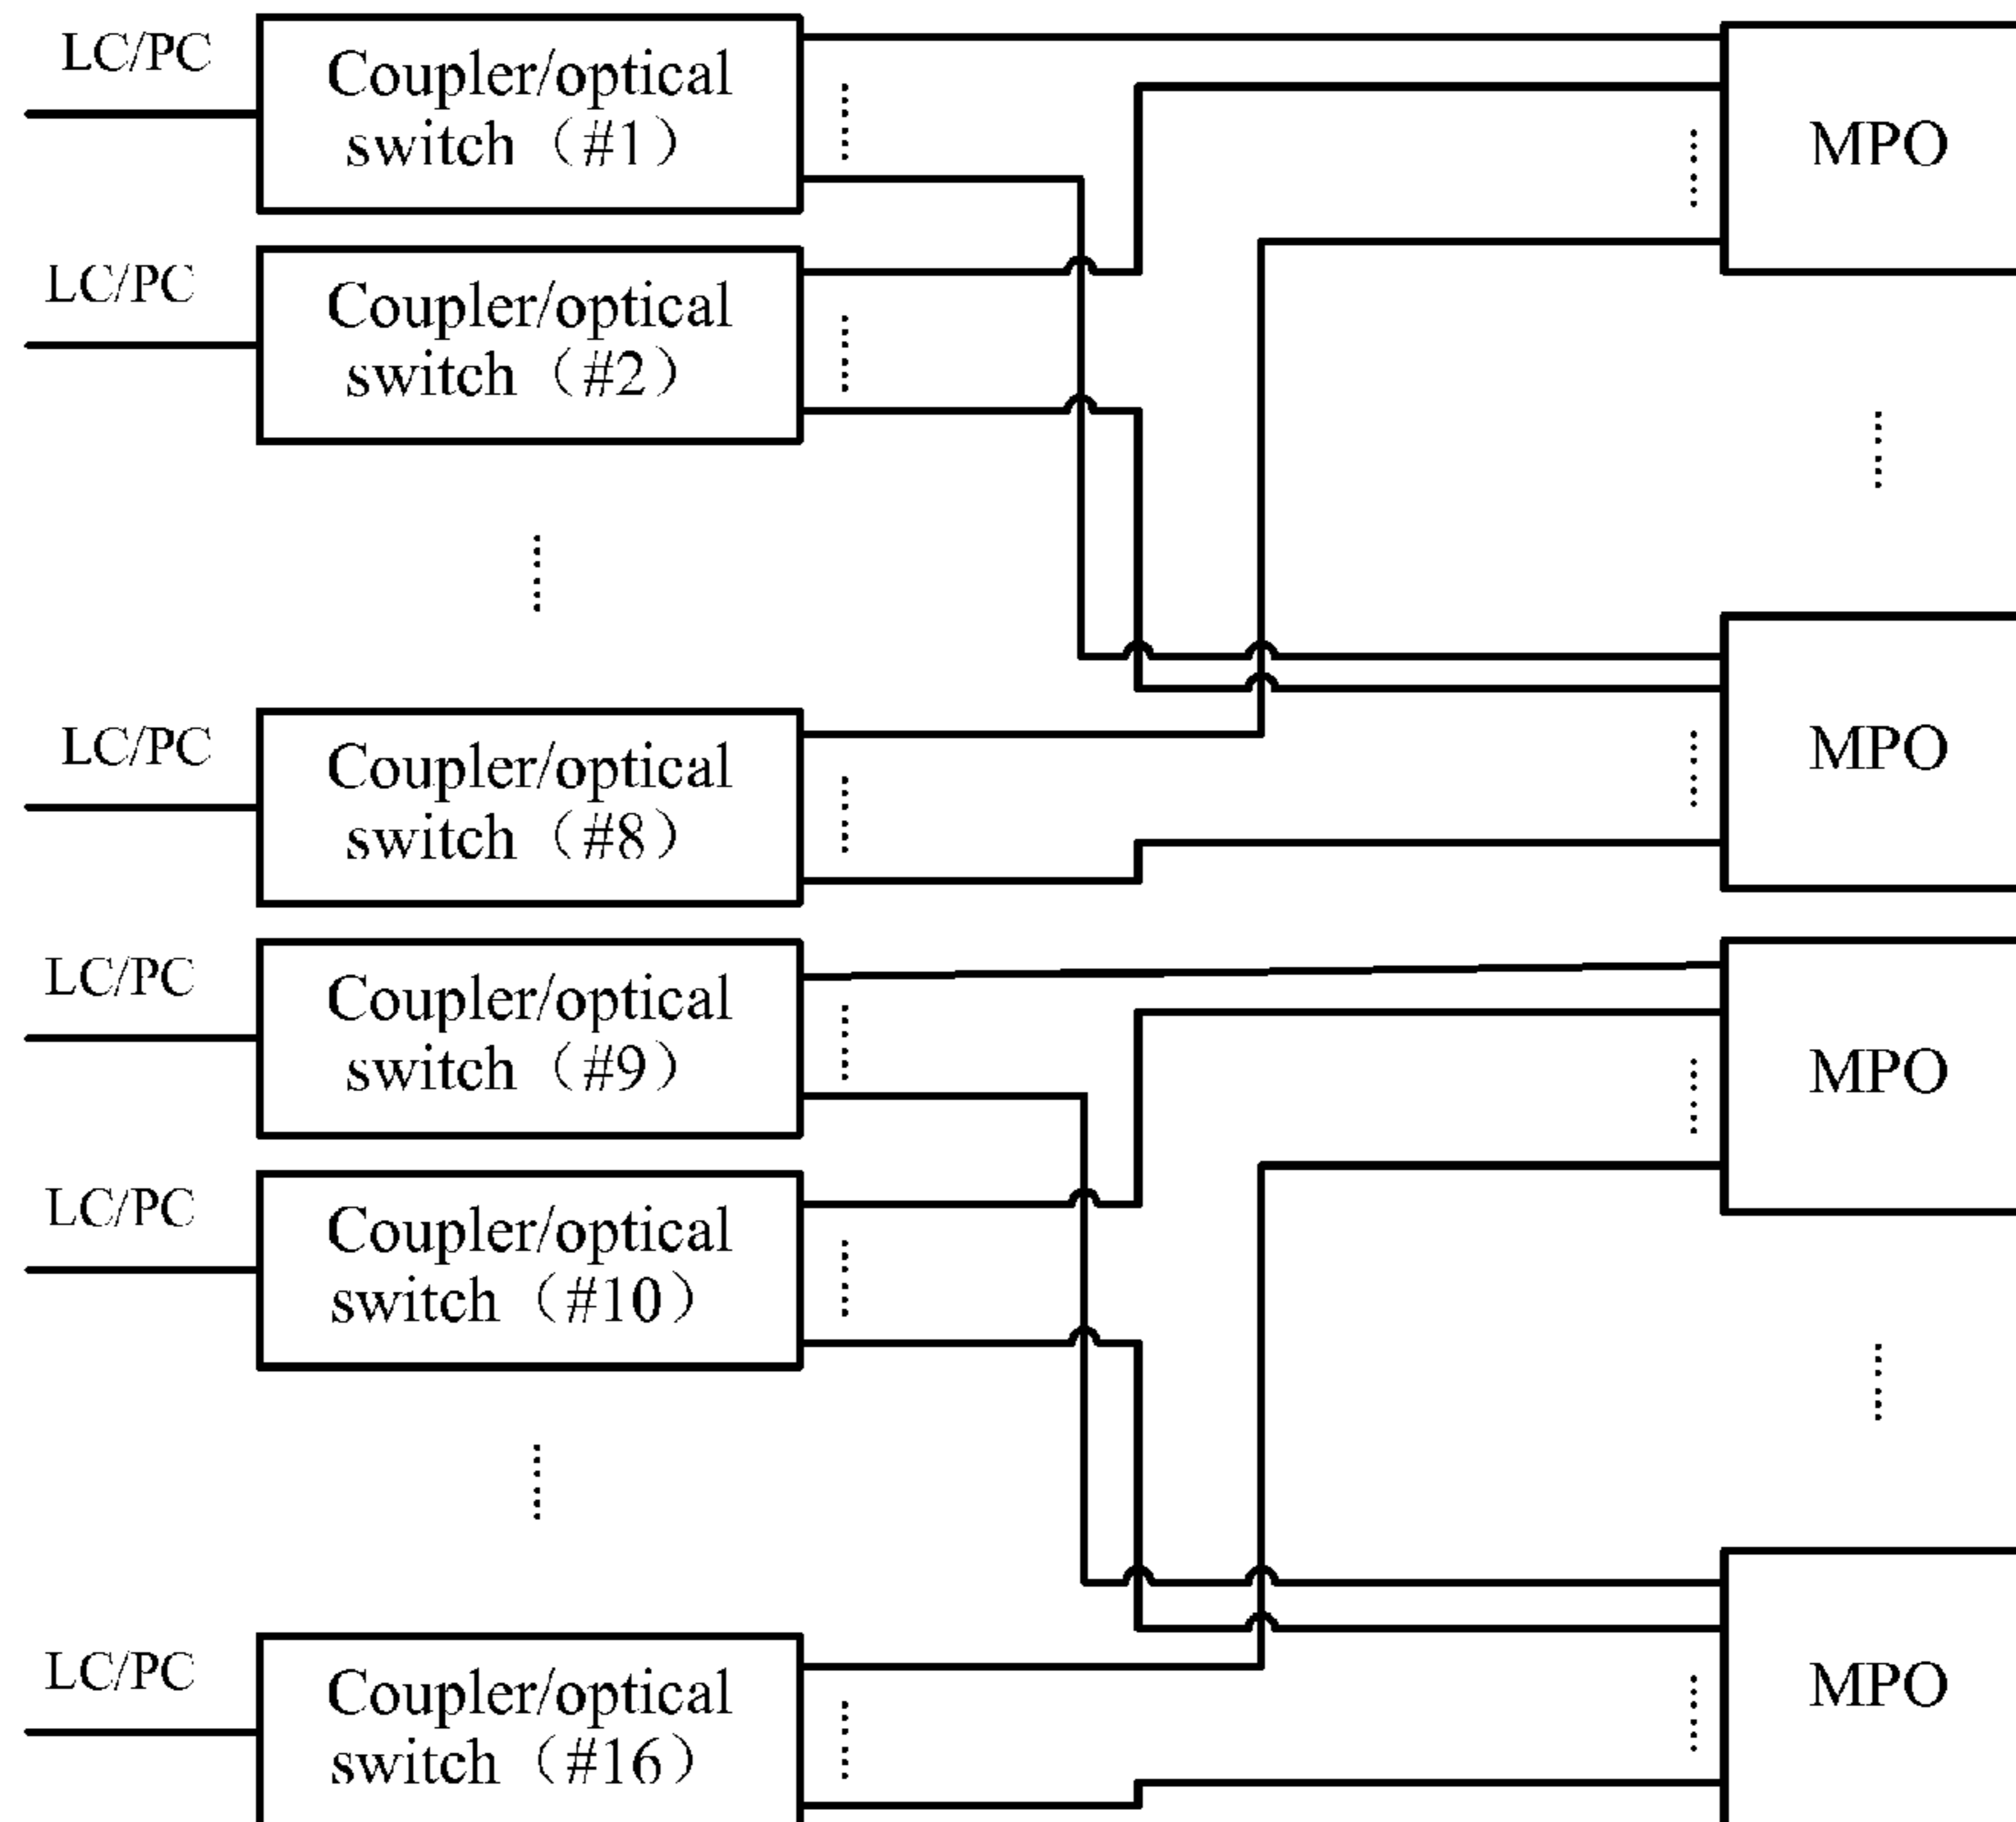 LC/PC
Coupler/optical
switch（#1）
MPO
LC/PC
Coupler/optical
switch（#2）
LC/PC
Coupler/optical
switch（#8）
MPO
LC/PC
Coupler/optical
switch（#9）
MPO
LC/PC
Coupler/optical
switch（#10）
LC/PC
Coupler/optical
switch（#16）
MPO